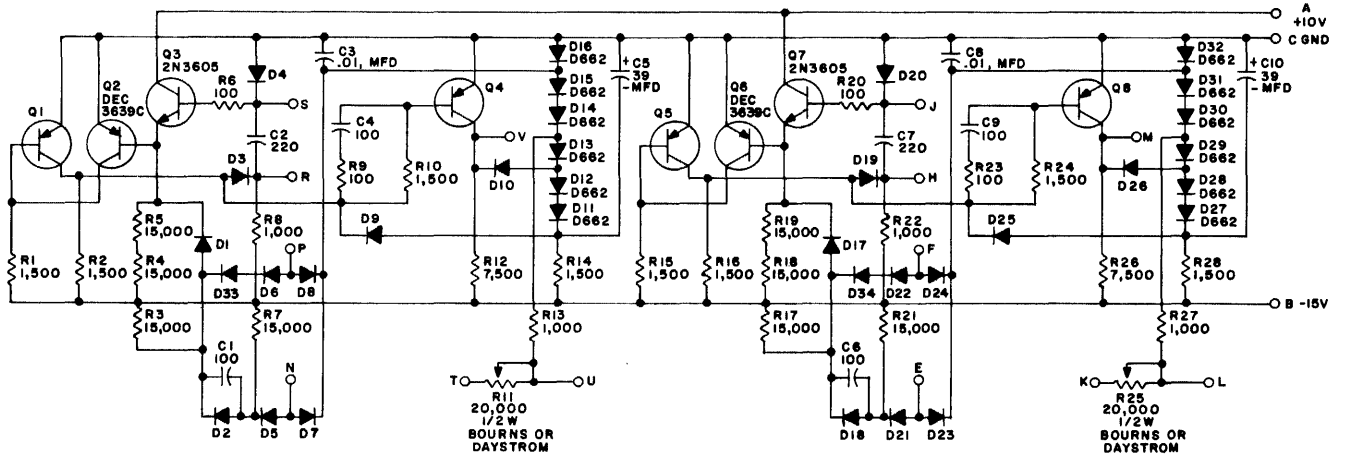 A
+10V
C GND
B -15V
Q1
Q2
DEC
3639C
Q3
2N3605
R6
100
D4
S
C2
220
D3
R
C3
.01, MFD
C4
100
R9
100
R10
1,500
Q4
V
D10
D16
D662
D15
D662
D14
D662
D13
D662
D12
D662
D11
D662
+ C5
39
-MFD
R5
15,000
R4
15,000
D1
R8
1,000
P
D9
R1
1,500
R2
1,500
D33
D6
D8
R12
7,500
R14
1,500
R3
15,000
R7
15,000
R13
1,000
C1
100
N
D2
D5
D7
T
U
R11
20,000
1/2W
BOURNS OR
DAYSTROM
Q5
Q6
DEC
3639C
Q7
2N3605
R20
100
D20
J
C7
220
D19
H
C8
.01, MFD
C9
100
R23
100
R24
1,500
Q8
M
D26
D32
D662
D31
D662
D30
D662
D29
D662
D28
D662
D27
D662
+ C10
39
-MFD
R19
15,000
R18
15,000
D17
R22
1,000
F
D25
R15
1,500
R16
1,500
D34
D22
D24
R26
7,500
R28
1,500
R17
15,000
R21
15,000
R27
1,000
C6
100
E
D18
D21
D23
K
L
R25
20,000
1/2W
BOURNS OR
DAYSTROM